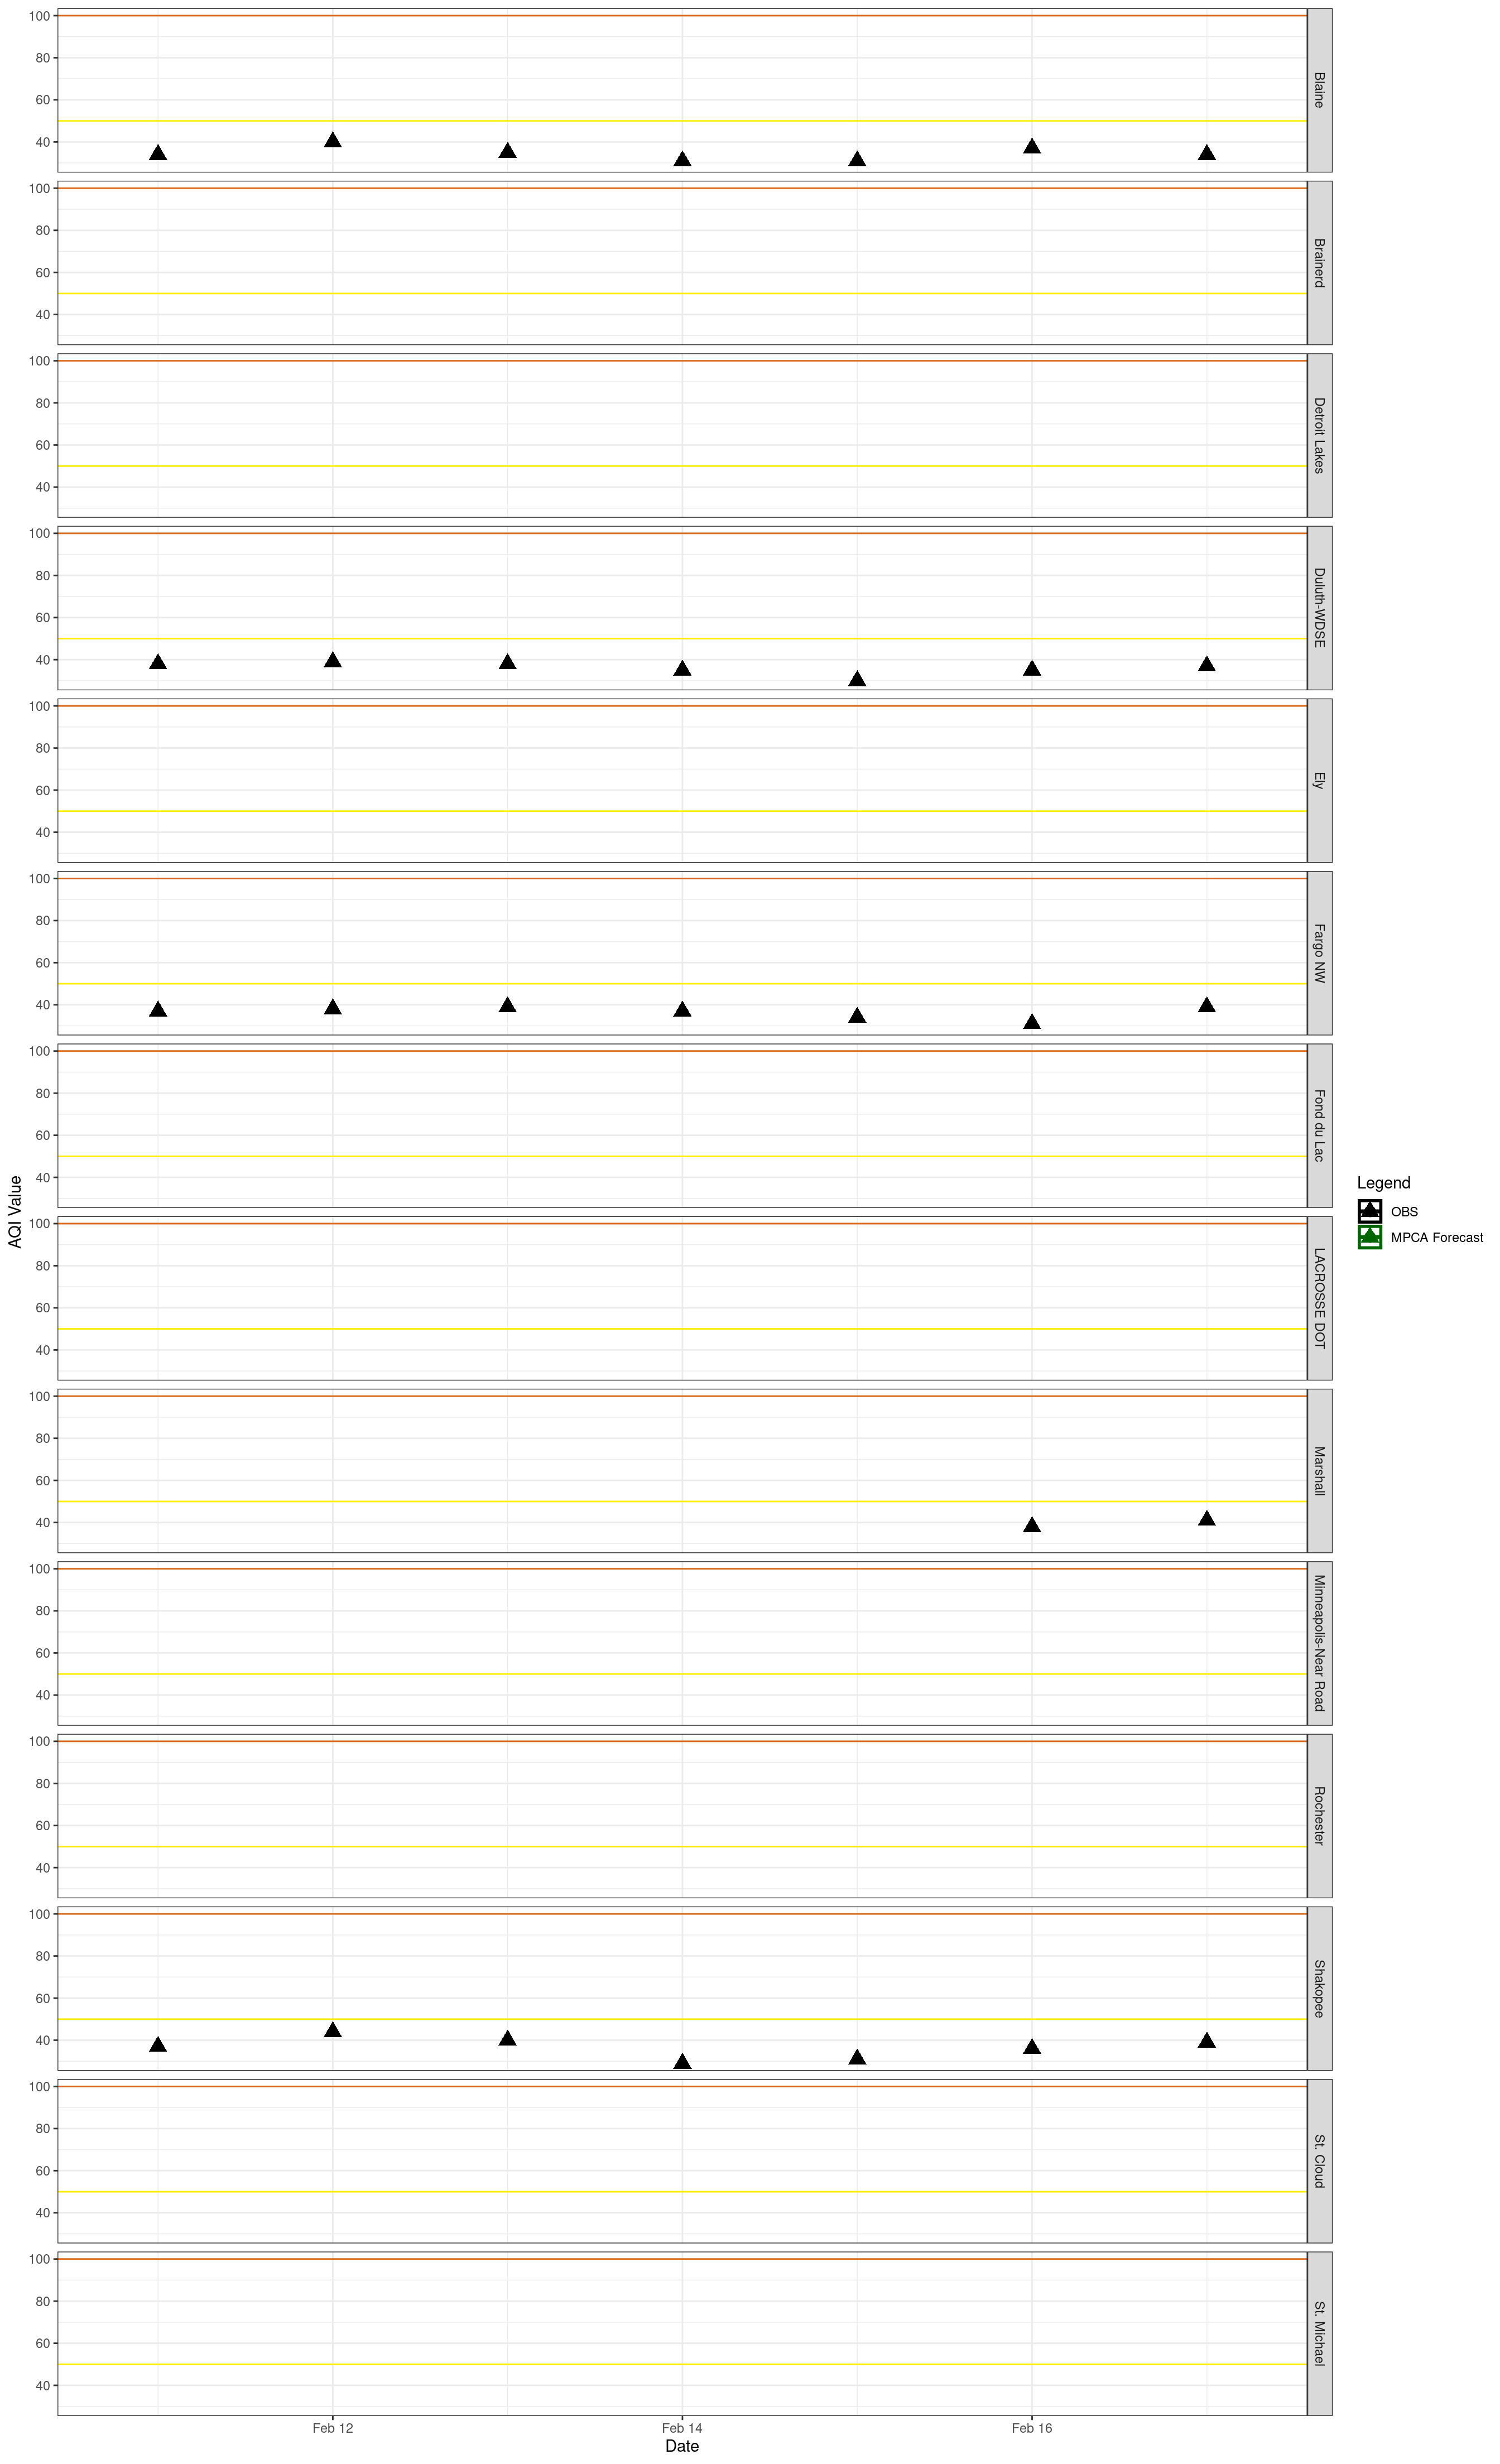 100
80
60
40
Blaine
100
80
60
40
Brainerd
100
80
60
40
Detroit Lakes
100
80
60
40
Duluth-WDSE
100
80
60
40
Ely
100
80
60
40
Fargo NW
100
80
60
40
Fond du Lac
100
80
60
40
LACROSSE DOT
100
80
60
40
Marshall
100
80
60
40
Minneapolis-Near Road
100
80
60
40
Rochester
100
80
60
40
Shakopee
100
80
60
40
St. Cloud
100
80
60
40
St. Michael
Feb 12
Feb 14
Feb 16
Date
AQI Value
Legend
OBS
MPCA Forecast